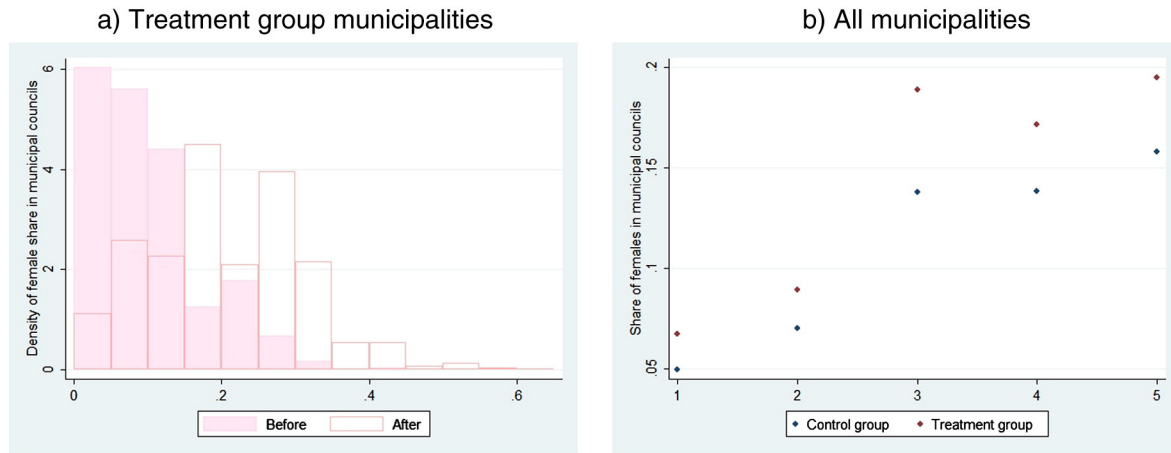 a) Treatment group municipalities
Density of female share in municipal councils
6
4
2
0
0 .2 .4 .6
Before After
b) All municipalities
Share of females in municipal councils
.2
.15
.1
.05
1 2 3 4 5
Control group Treatment group